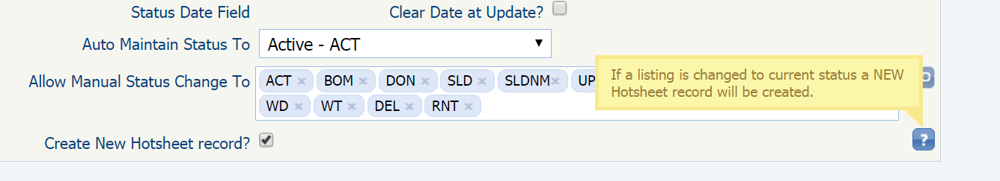 Status Date Field Clear Date at Update?
Auto Maintain Status To Active - ACT
Allow Manual Status Change To ACT × BOM × DON × SLD × SLDNM× UP
WD × WT × DEL × RNT ×
If a listing is changed to current status a NEW
Hotsheet record will be created.
Create New Hotsheet record? ?